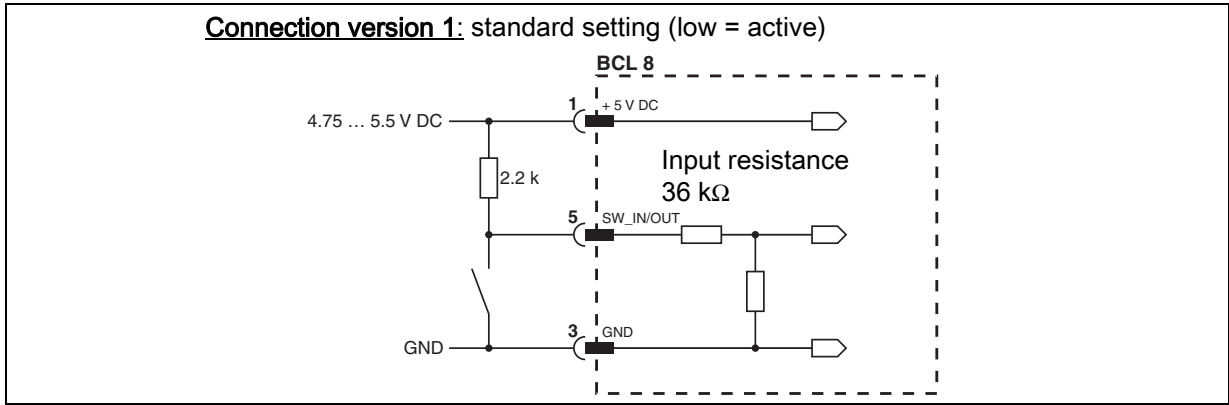 Connection version 1: standard setting (low = active)
BCL 8
1
+ 5 V DC
4.75 … 5.5 V DC
2.2 k
Input resistance
36 kΩ
5
SW_IN/OUT
3
GND
GND